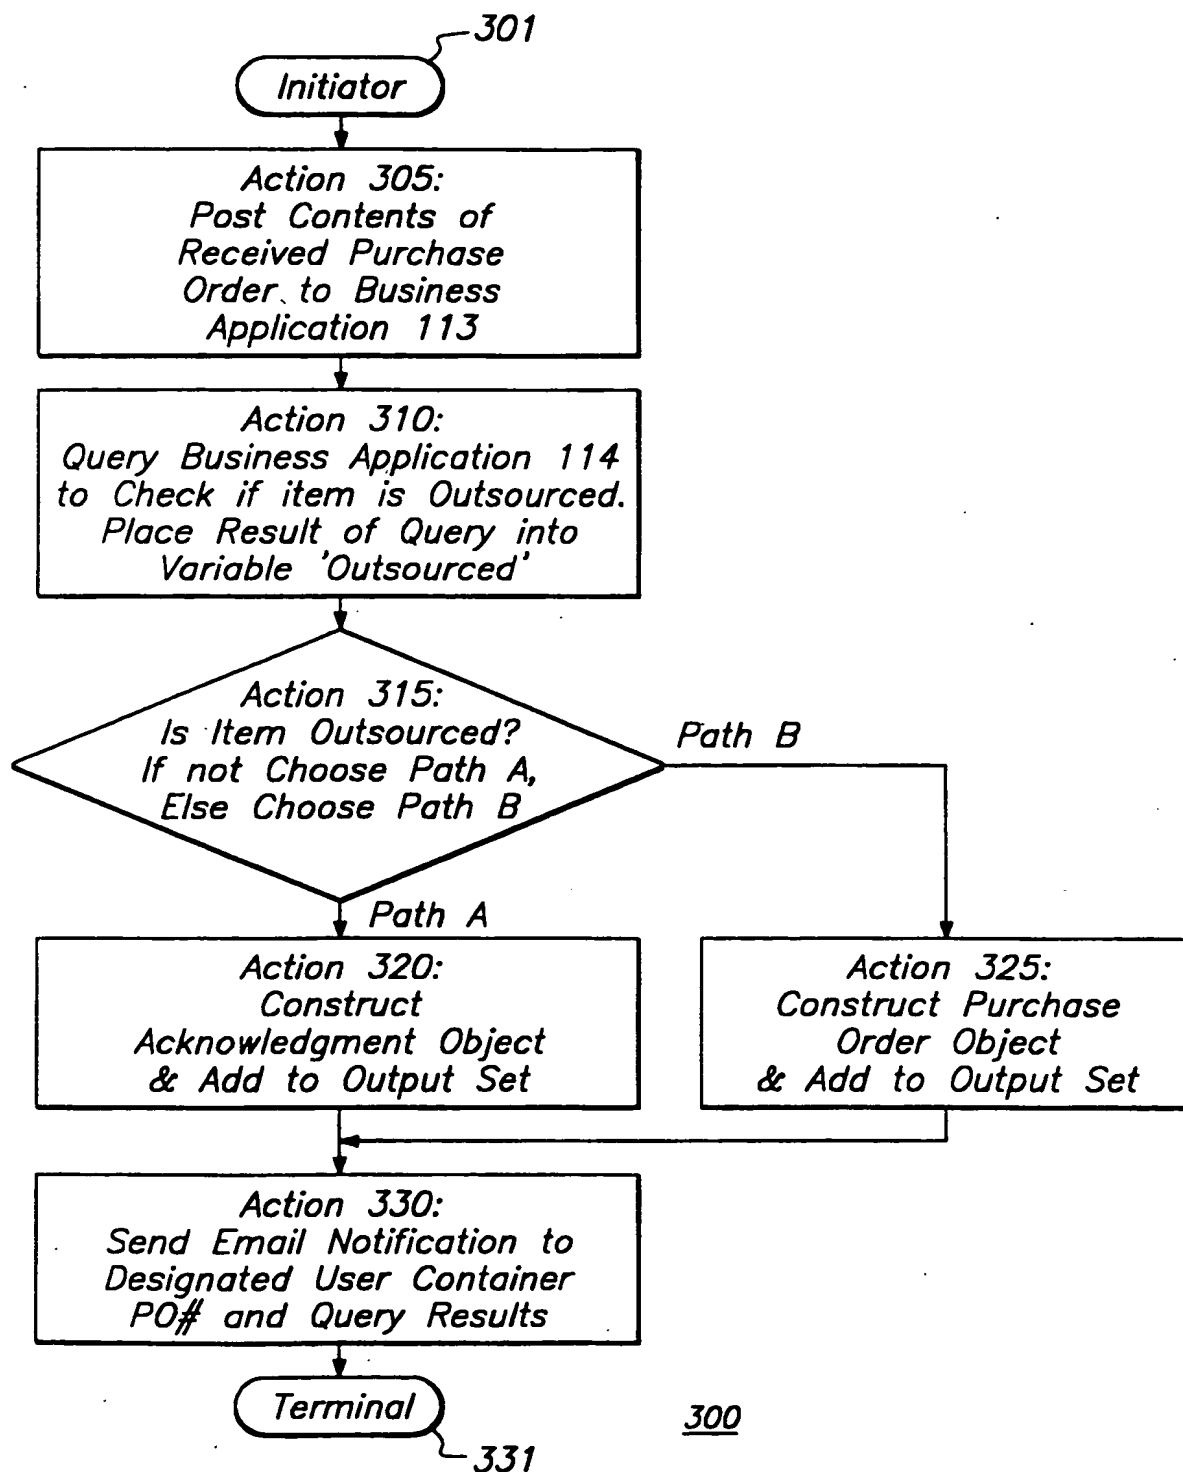 301
Initiator
Action 305:
Post Contents of
Received Purchase
Order to Business
Application 113
Action 310:
Query Business Application 114
to Check if item is Outsourced.
Place Result of Query into
Variable 'Outsourced'
Action 315:
Is Item Outsourced?
If not Choose Path A,
Else Choose Path B
Path B
Path A
Action 320:
Construct
Acknowledgment Object
& Add to Output Set
Action 325:
Construct Purchase
Order Object
& Add to Output Set
Action 330:
Send Email Notification to
Designated User Container
PO# and Query Results
Terminal
300
331